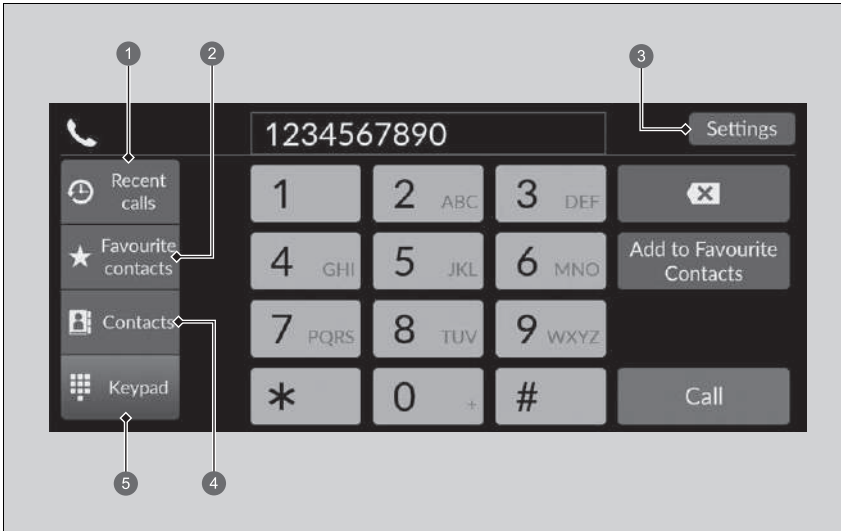 1
2
3
1234567890
Settings
Recent
calls
1
2 ABC
3 DEF
Favourite
contacts
4 GHI
5 JKL
6 MNO
Add to Favourite
Contacts
Contacts
7 PQRS
8 TUV
9 WXYZ
Keypad
*
0 +
#
Call
5
4